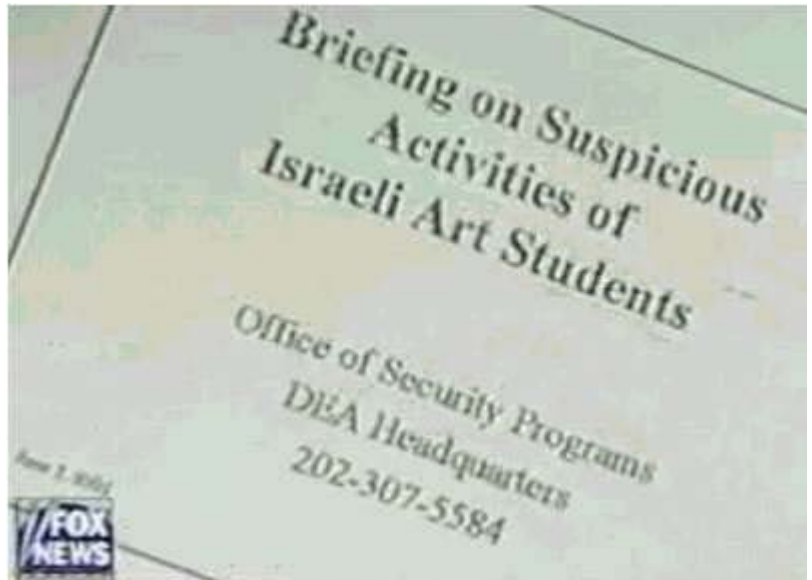 Briefing on Suspicious
Activities of
Israeli Art Students
Office of Security Programs
DEA Headquarters
202-307-5584
FOX
NEWS